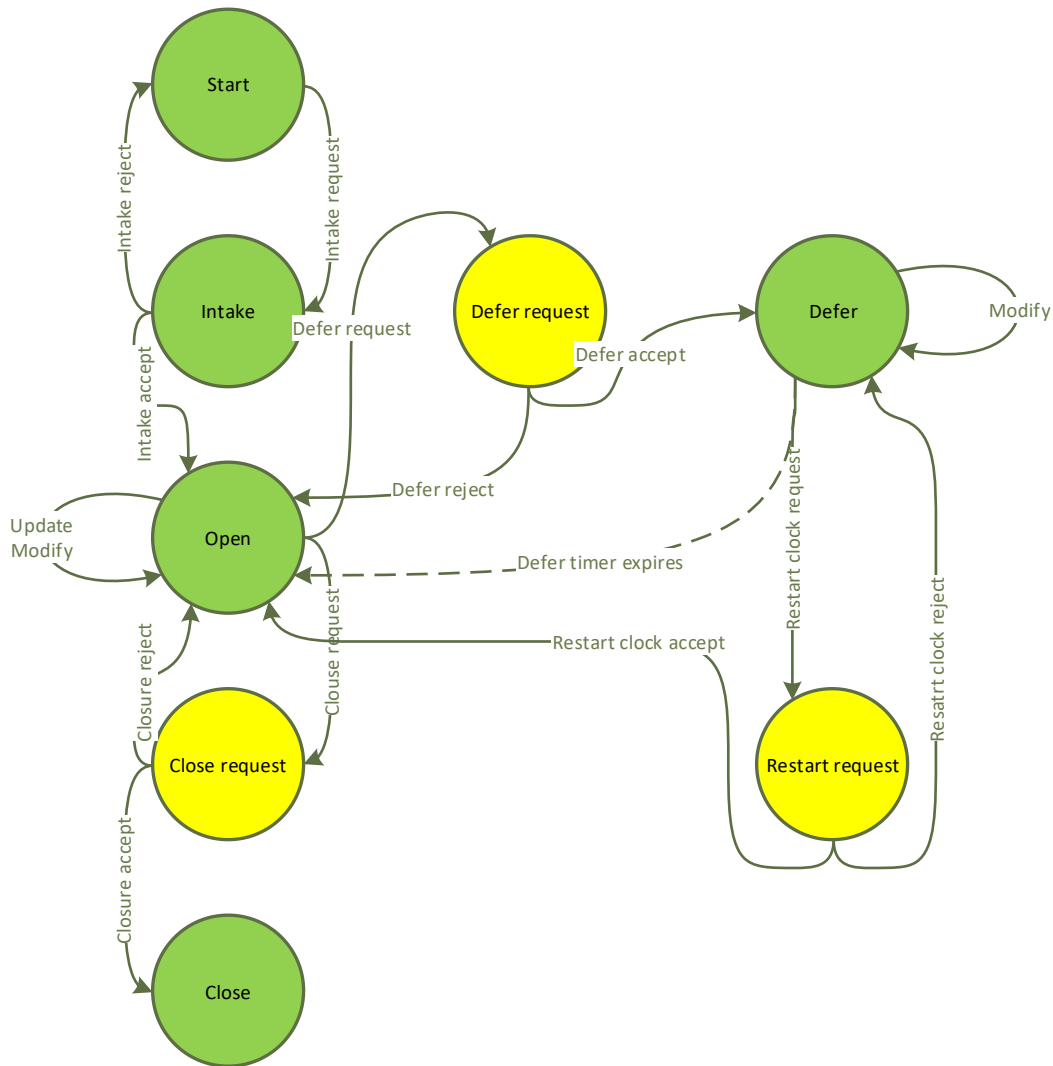 Start
Intake reject
Intake request
Intake
Defer request
Defer request
Defer
Modify
Defer accept
Intake accept
Defer reject
Update
Modify
Open
Defer timer expires
Restart clock request
Closure reject
Clouse request
Restart clock accept
Resatrt clock reject
Close request
Restart request
Closure accept
Close